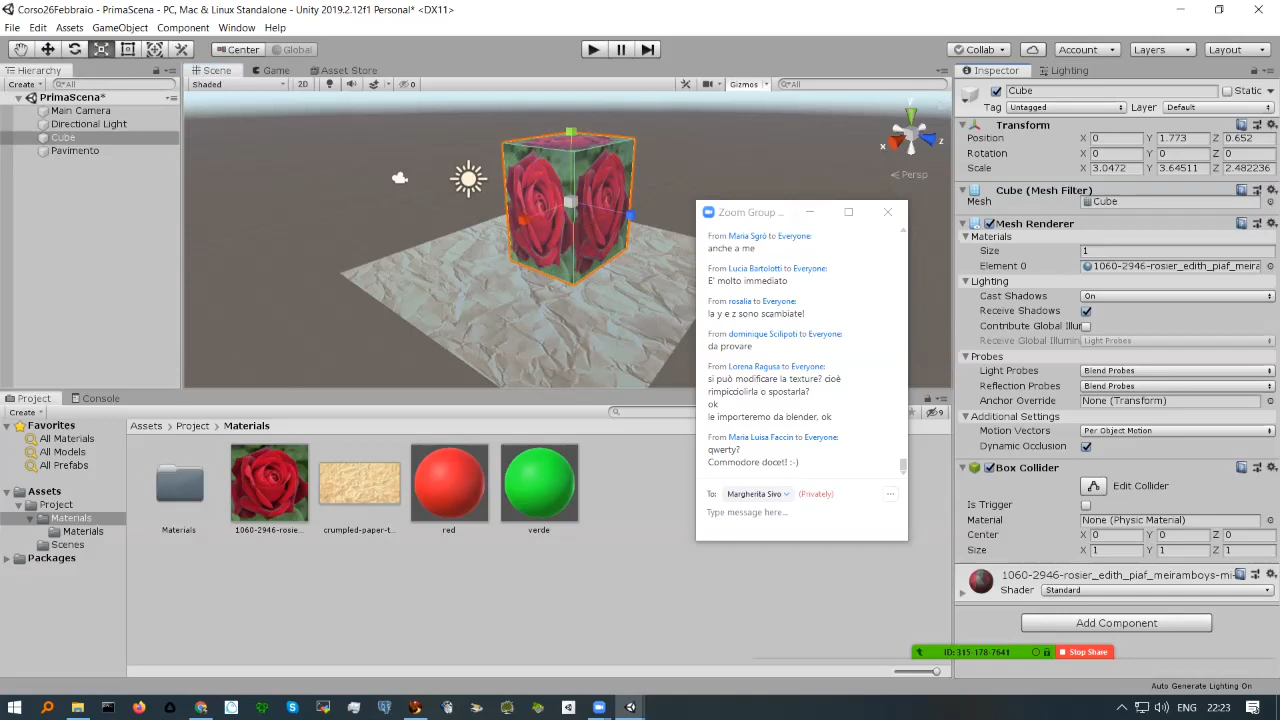 Corso26Febbraio - PrimaScena - PC, Mac & Linux Standalone - Unity 2019.2.12f1 Personal* <DX11>
File Edit Assets GameObject Component Window Help
Center Global
Collab Account Layers Layout
Hierarchy
Create All
PrimaScena*
Main Camera
Directional Light
Cube
Pavimento
Scene Game Asset Store
Shaded 2D 0 Gizmos All
y
x
z
Persp
Zoom Group ...
From Maria Sgrò to Everyone:
anche a me
From Lucia Bartolotti to Everyone:
E' molto immediato
From rosalia to Everyone:
la y e z sono scambiate!
From dominique Scilipoti to Everyone:
da provare
From Lorena Ragusa to Everyone:
si può modificare la texture? cioè
rimpicciolirla o spostarla?
ok
le importeremo da blender, ok
From Maria Luisa Faccin to Everyone:
qwerty?
Commodore docet! :-)
To: Margherita Sivo (Privately)
Type message here...
Inspector Lighting
Cube Static
Tag Untagged Layer Default
Transform
Position X 0 Y 1.773 Z 0.652
Rotation X 0 Y 0 Z 0
Scale X 3.0472 Y 3.64511 Z 2.482236
Cube (Mesh Filter)
Mesh Cube
Mesh Renderer
Materials
Size 1
Element 0 1060-2946-rosier_edith_piaf_meira
Lighting
Cast Shadows On
Receive Shadows
Contribute Global Illun
Receive Global Illumin Light Probes
Probes
Light Probes Blend Probes
Reflection Probes Blend Probes
Anchor Override None (Transform)
Additional Settings
Motion Vectors Per Object Motion
Dynamic Occlusion
Box Collider
Edit Collider
Is Trigger
Material None (Physic Material)
Center X 0 Y 0 Z 0
Size X 1 Y 1 Z 1
1060-2946-rosier_edith_piaf_meiramboys-mi
Shader Standard
Add Component
Project Console
Create 9
Favorites
All Materials
All Models
All Prefabs
Assets
Project
Materials
Materials
Scenes
Packages
Assets Project Materials
Materials 1060-2946-rosie... crumpled-paper-t... red verde
ID: 315-178-7641 Stop Share
Auto Generate Lighting On
ENG 22:23